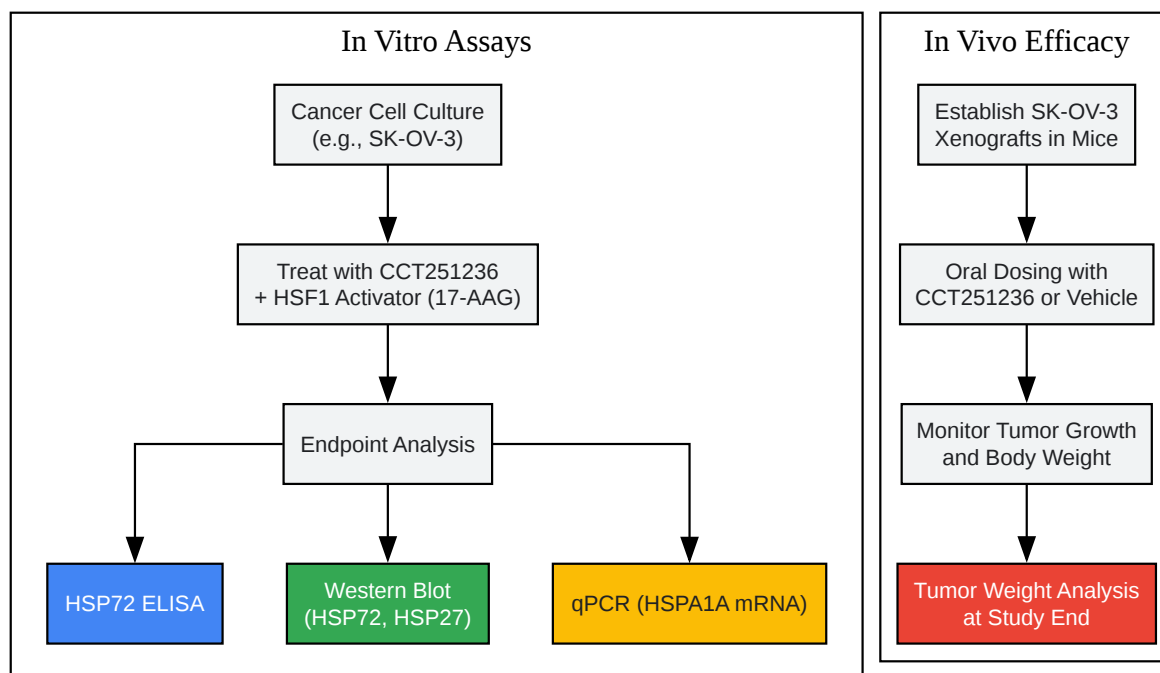 In Vitro Assays
Cancer Cell Culture
(e.g., SK-OV-3)
Treat with CCT251236
+ HSF1 Activator (17-AAG)
Endpoint Analysis
HSP72 ELISA
Western Blot
(HSP72, HSP27)
qPCR (HSPA1A mRNA)
In Vivo Efficacy
Establish SK-OV-3
Xenografts in Mice
Oral Dosing with
CCT251236 or Vehicle
Monitor Tumor Growth
and Body Weight
Tumor Weight Analysis
at Study End